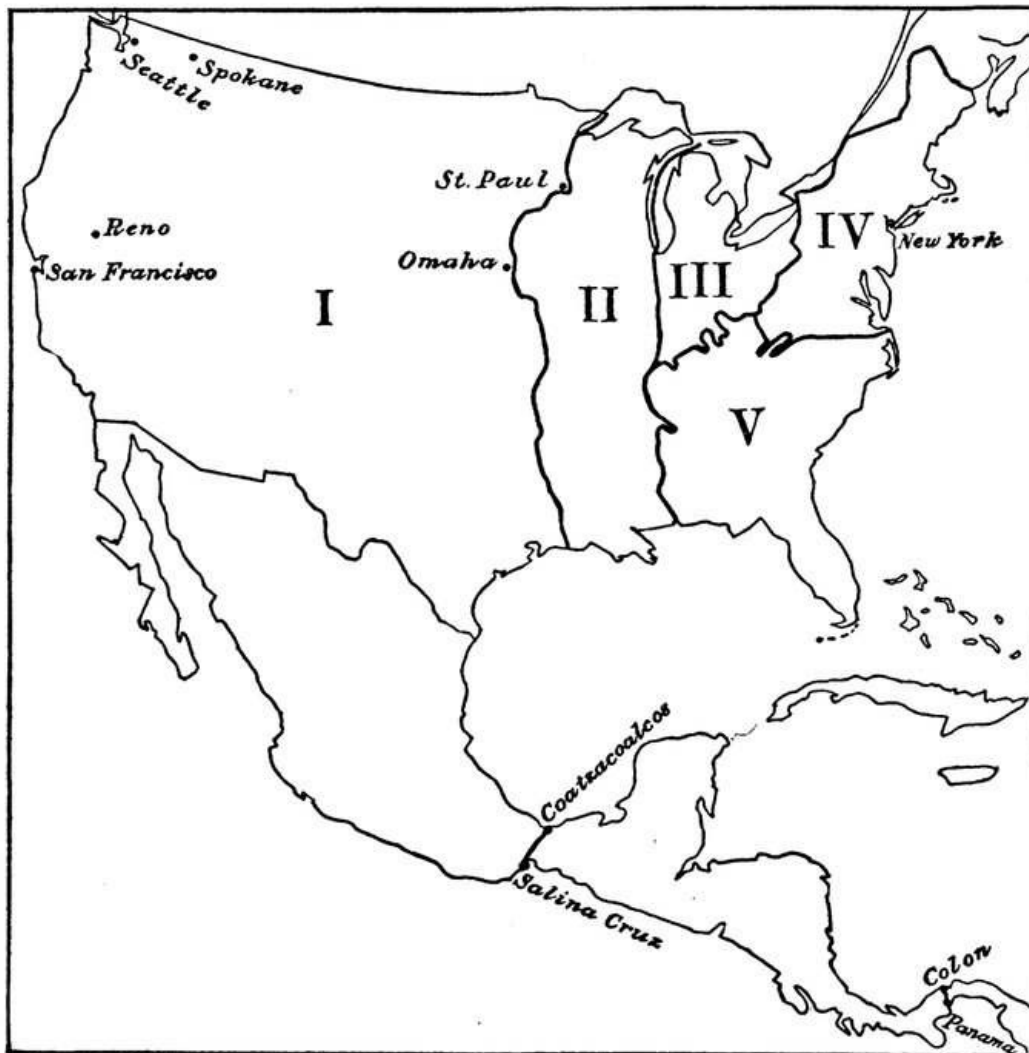 Seattle
Spokane
St. Paul
Reno
San Francisco
Omaha
I
II
III
IV
New York
V
Coatzacoalcos
Salina Cruz
Colon
Panama